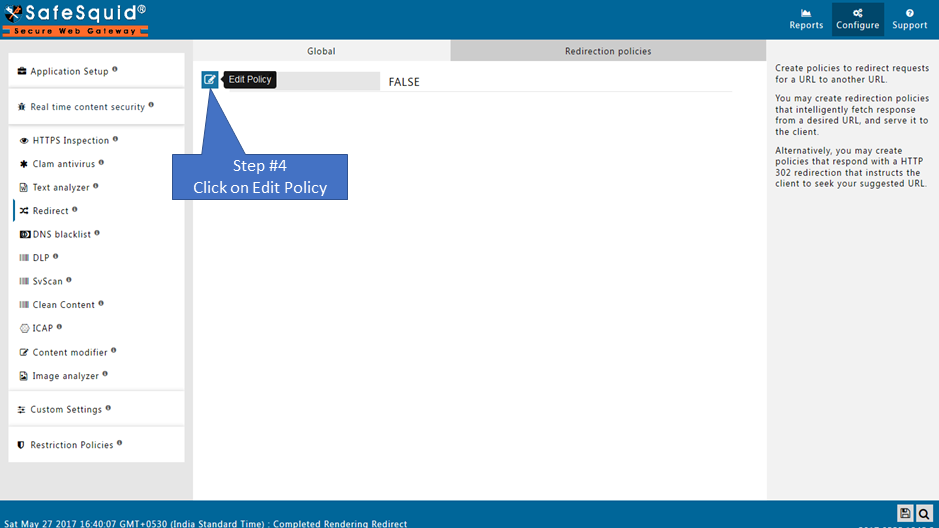 SafeSquid®
Secure Web Gateway
Reports
Configure
Support
Application Setup
Real time content security
HTTPS Inspection
Clam antivirus
Text analyzer
Redirect
DNS blacklist
DLP
SvScan
Clean Content
ICAP
Content modifier
Image analyzer
Custom Settings
Restriction Policies
Global
Redirection policies
Edit Policy
FALSE
Step #4
Click on Edit Policy
Create policies to redirect requests
for a URL to another URL.
You may create redirection policies
that intelligently fetch response
from a desired URL, and serve it to
the client.
Alternatively, you may create
policies that respond with a HTTP
302 redirection that instructs the
client to seek your suggested URL.
Sat May 27 2017 16:40:07 GMT+0530 (India Standard Time) : Completed Rendering Redirect